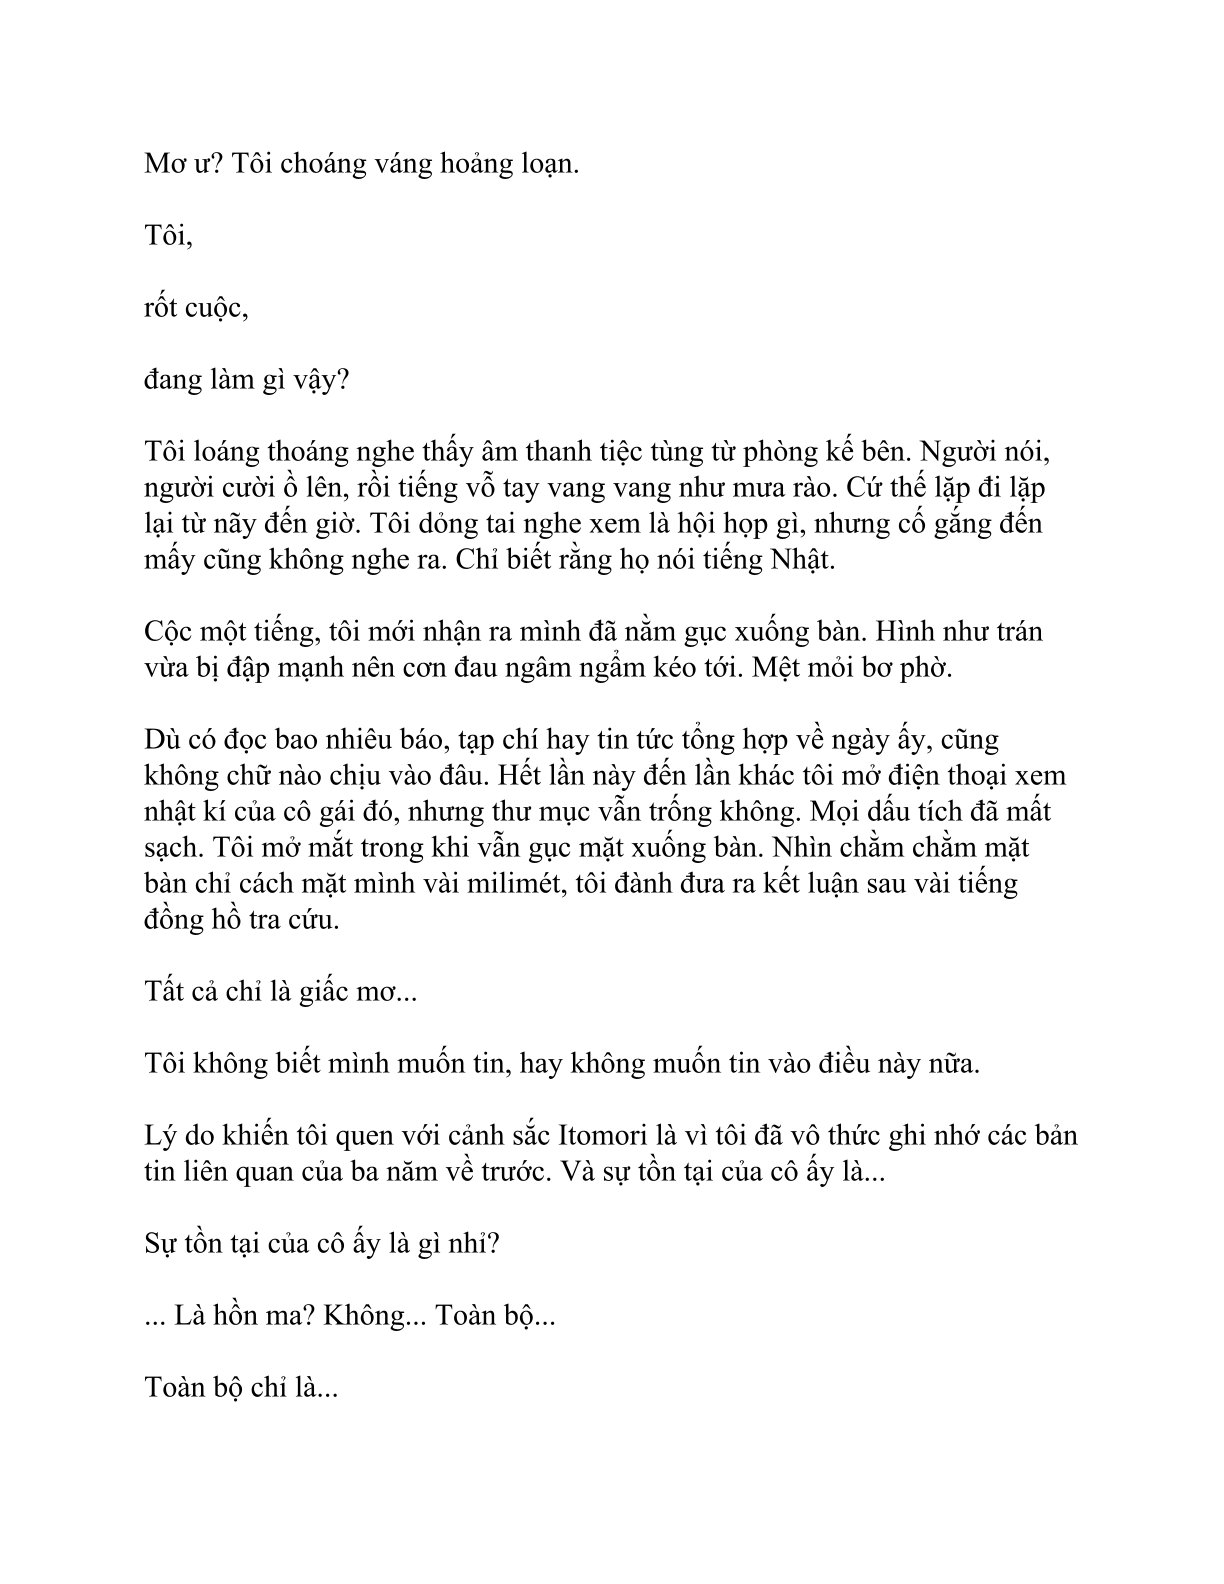 Mơ ư? Tôi choáng váng hoảng loạn.
Tôi,
rốt cuộc,
đang làm gì vậy?
Tôi loáng thoáng nghe thấy âm thanh tiệc tùng từ phòng kế bên. Người nói,
người cười ồ lên, rồi tiếng vỗ tay vang vang như mưa rào. Cứ thế lặp đi lặp
lại từ nãy đến giờ. Tôi dỏng tai nghe xem là hội họp gì, nhưng cố gắng đến
mấy cũng không nghe ra. Chỉ biết rằng họ nói tiếng Nhật.
Cộc một tiếng, tôi mới nhận ra mình đã nằm gục xuống bàn. Hình như trán
vừa bị đập mạnh nên cơn đau ngâm ngẩm kéo tới. Mệt mỏi bơ phờ.
Dù có đọc bao nhiêu báo, tạp chí hay tin tức tổng hợp về ngày ấy, cũng
không chữ nào chịu vào đâu. Hết lần này đến lần khác tôi mở điện thoại xem
nhật kí của cô gái đó, nhưng thư mục vẫn trống không. Mọi dấu tích đã mất
sạch. Tôi mở mắt trong khi vẫn gục mặt xuống bàn. Nhìn chằm chằm mặt
bàn chỉ cách mặt mình vài milimét, tôi đành đưa ra kết luận sau vài tiếng
đồng hồ tra cứu.
Tất cả chỉ là giấc mơ...
Tôi không biết mình muốn tin, hay không muốn tin vào điều này nữa.
Lý do khiến tôi quen với cảnh sắc Itomori là vì tôi đã vô thức ghi nhớ các bản
tin liên quan của ba năm về trước. Và sự tồn tại của cô ấy là...
Sự tồn tại của cô ấy là gì nhỉ?
... Là hồn ma? Không... Toàn bộ...
Toàn bộ chỉ là...